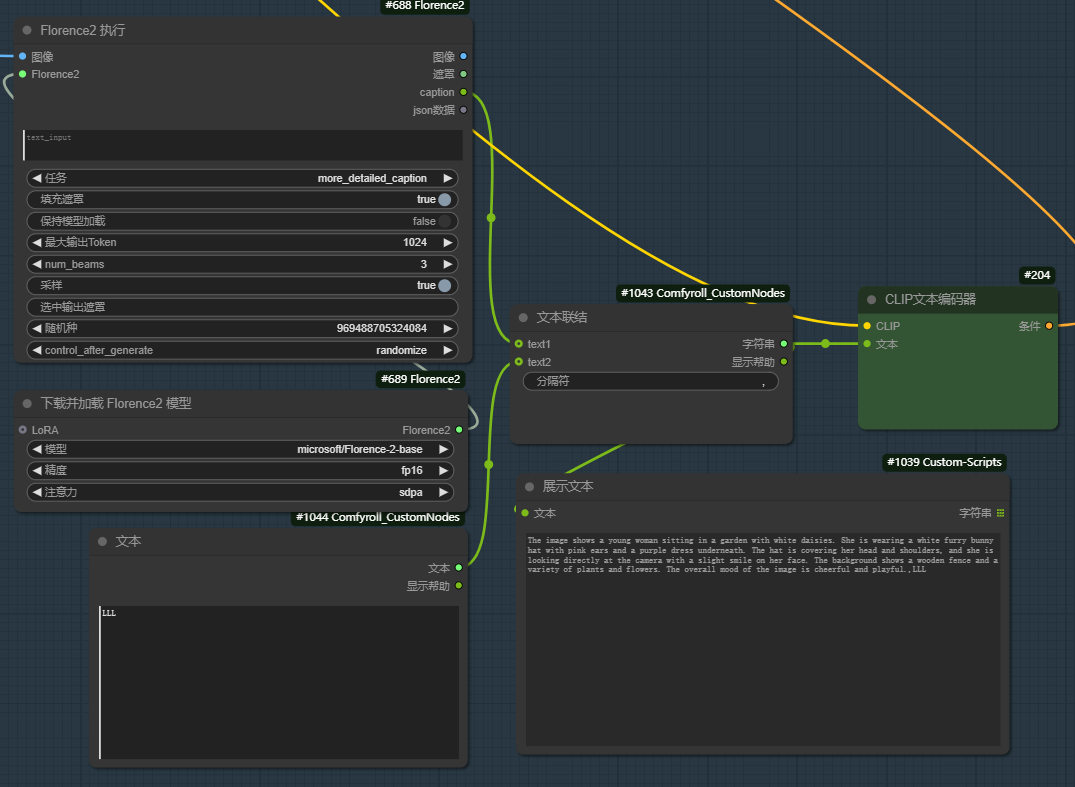 #688 Florence2
Florence2 执行
图像 图像
Florence2 遮罩
caption
json数据
text_input
任务 more_detailed_caption
填充遮罩 true
保持模型加载 false
最大输出Token 1024
num_beams 3
采样 true
选中输出遮罩
随机种 969488705324084
control_after_generate randomize
#689 Florence2
下载并加载 Florence2 模型
LoRA Florence2
模型 microsoft/Florence-2-base
精度 fp16
注意力 sdpa
#1044 Comfyroll_CustomNodes
文本
文本
显示帮助
LLL
#1043 Comfyroll_CustomNodes
文本联结
text1 字符串
text2 显示帮助
分隔符 ,
#204
CLIP文本编码器
CLIP 条件
文本
#1039 Custom-Scripts
展示文本
文本 字符串
The image shows a young woman sitting in a garden with white daisies. She is wearing a white furry bunny
hat with pink ears and a purple dress underneath. The hat is covering her head and shoulders, and she is
looking directly at the camera with a slight smile on her face. The background shows a wooden fence and a
variety of plants and flowers. The overall mood of the image is cheerful and playful.,LLL